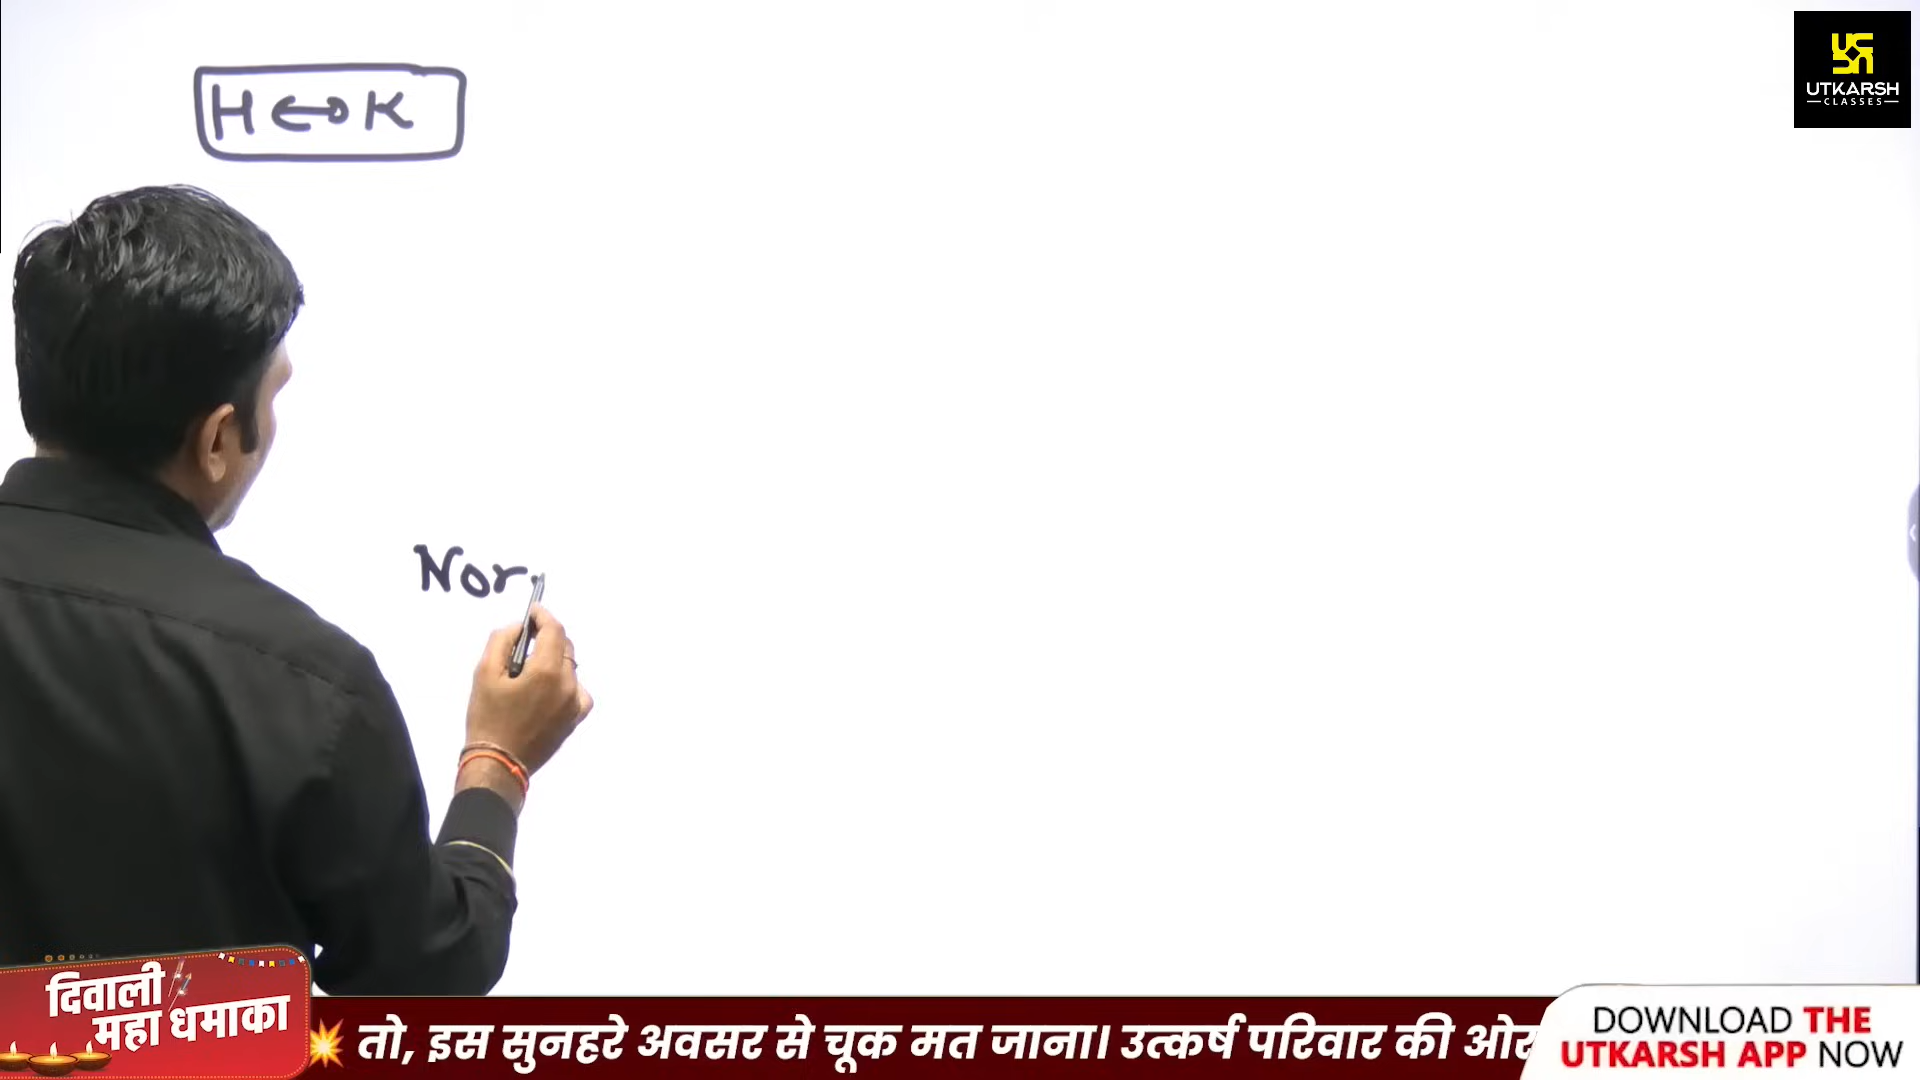 H ↔ K
UTKARSH
CLASSES
Nor
दिवाली
महा धमाका
तो, इस सुनहरे अवसर से चूक मत जाना। उत्कर्ष परिवार की ओर
DOWNLOAD THE
UTKARSH APP NOW